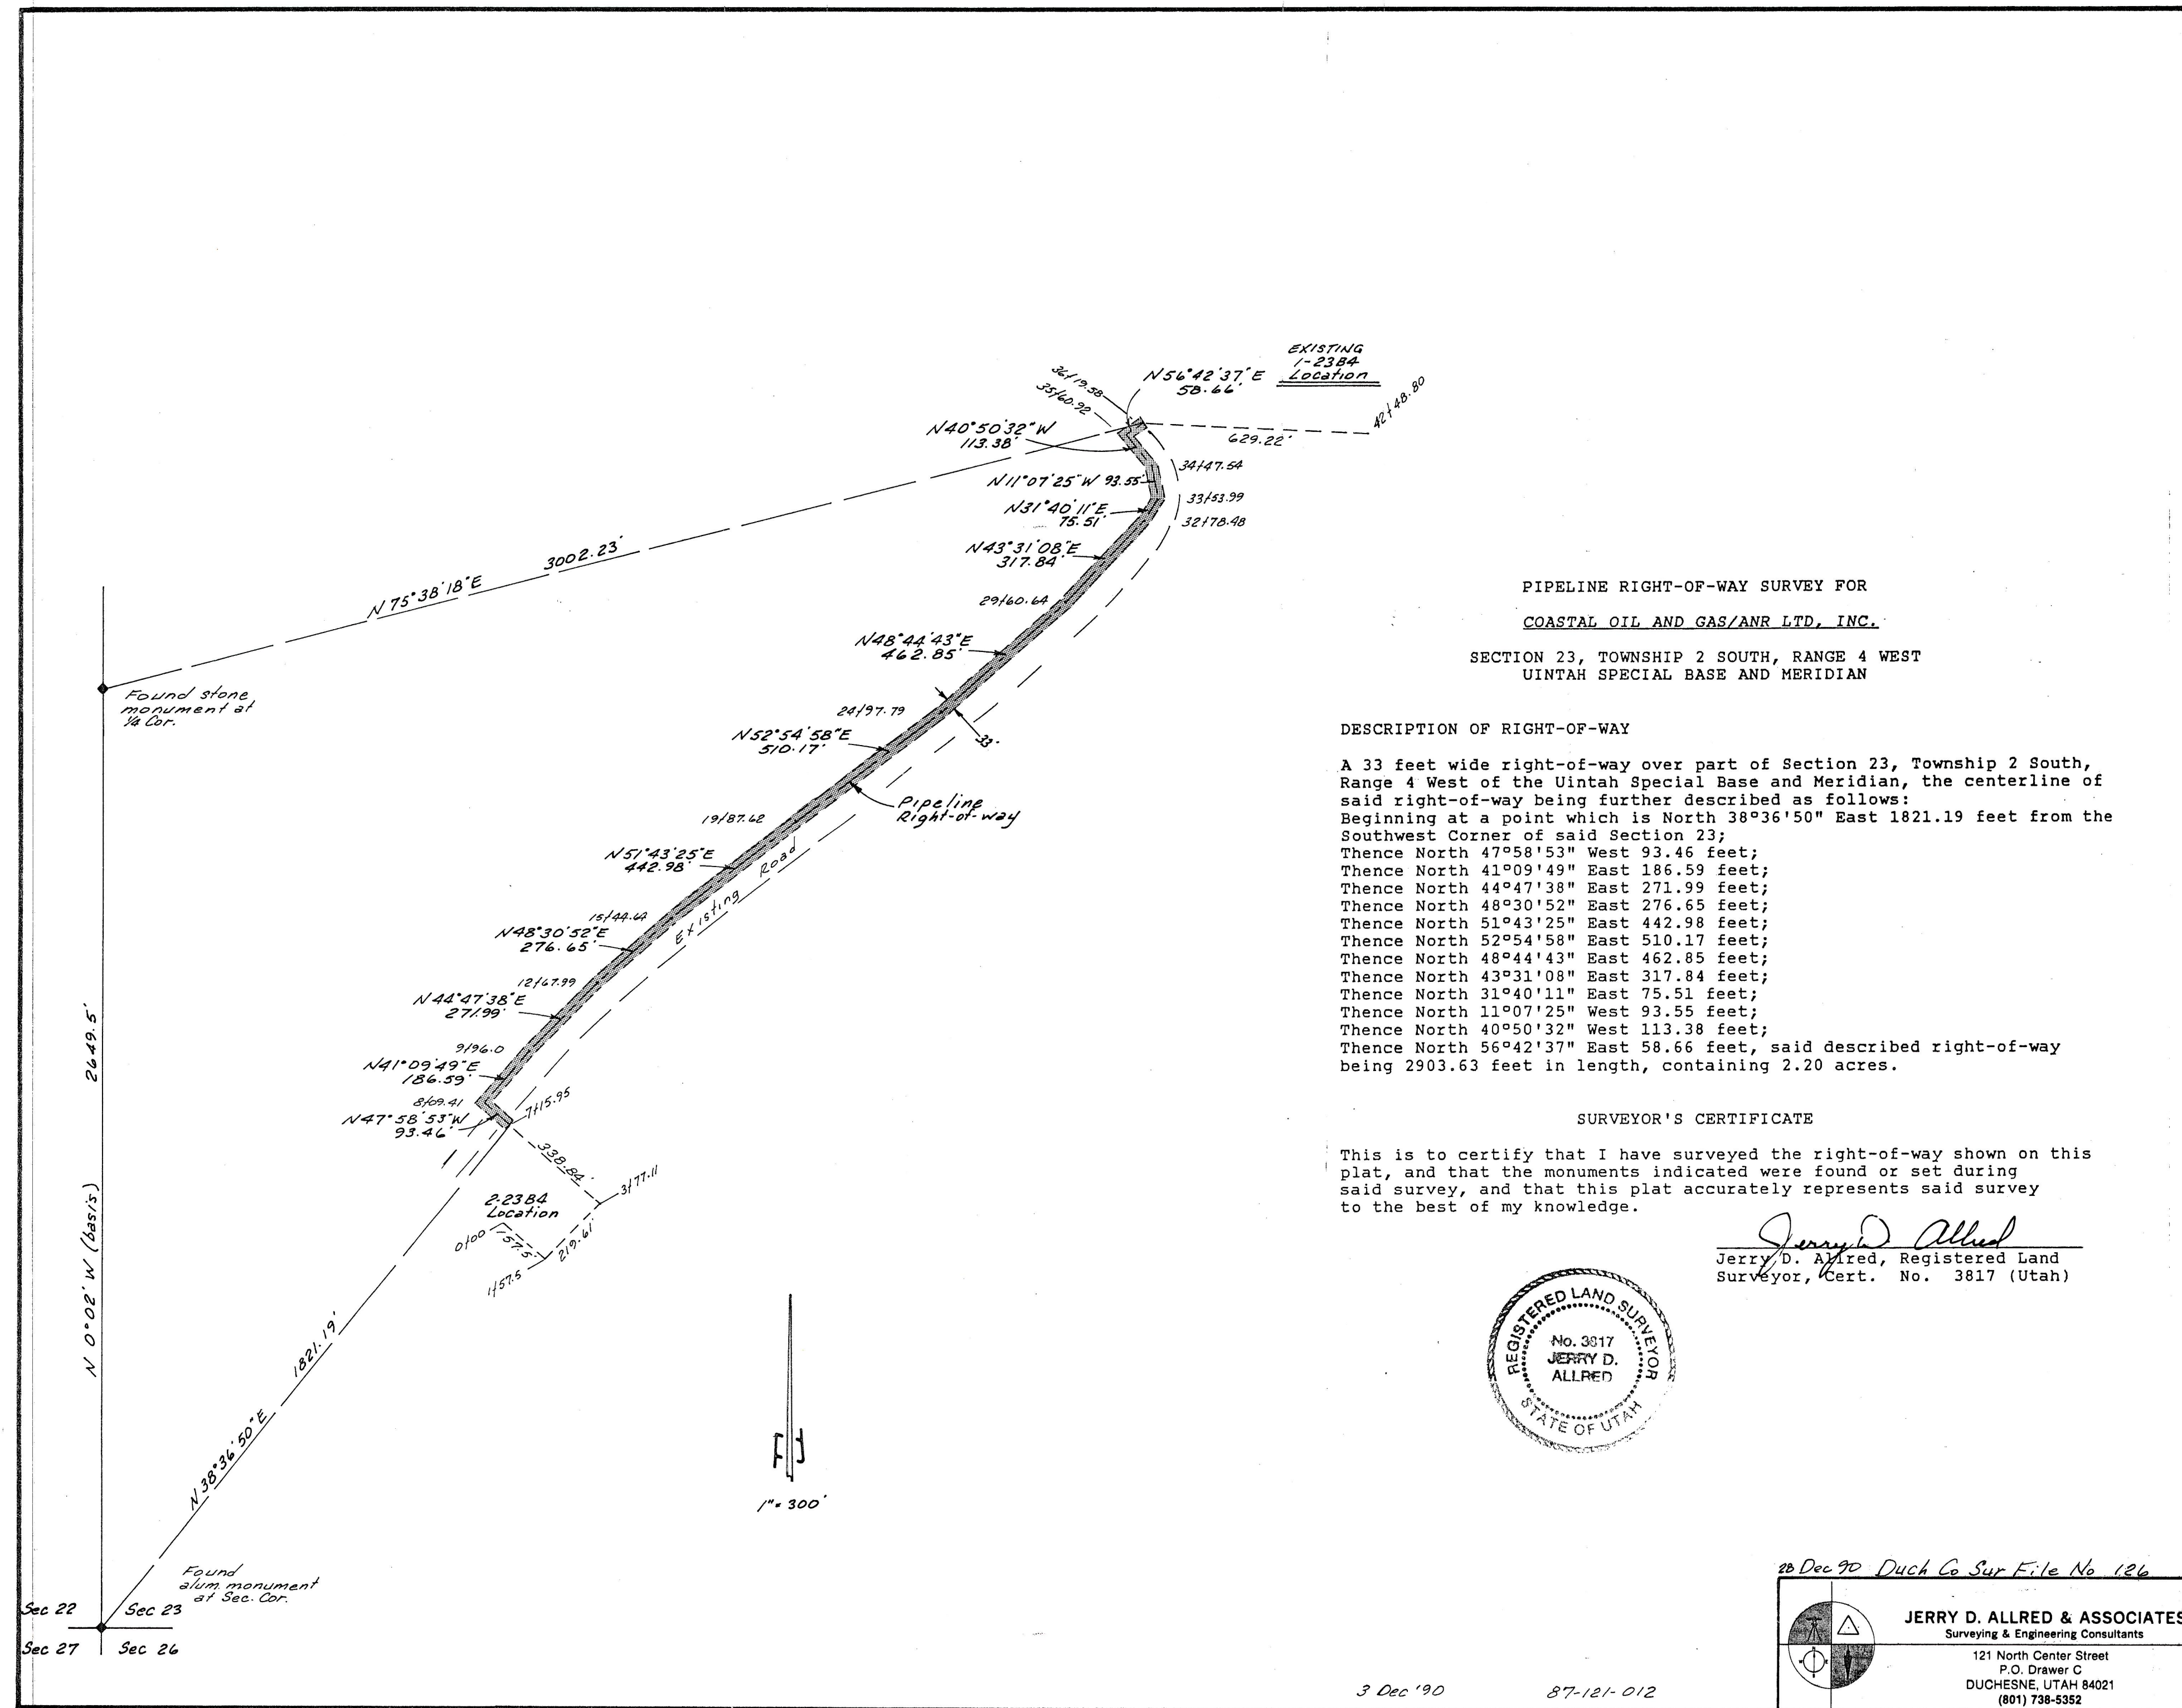 EXISTING
1-23B4
Location
N56°42'37"E
58.66'
36+19.58
35+60.92
42+48.80
629.22'
N40°50'32"W
113.38'
34+47.54
N11°07'25"W 93.55'
33+53.99
N31°40'11"E
75.51'
32+78.48
N43°31'08"E
317.84'
3002.23'
N75°38'18"E
29+60.64
N48°44'43"E
462.85'
Found stone
monument at
1/4 Cor.
24+97.79
33'
N52°54'58"E
510.17'
Pipeline
Right-of-way
19+87.62
N51°43'25"E
442.98'
Existing Road
15+44.64
N48°30'52"E
276.65'
12+67.99
N44°47'38"E
271.99'
9+96.0
N41°09'49"E
186.59'
8+09.41
N47°58'53"W
93.46'
7+15.95
338.84'
3+77.11
2-23B4
Location
0+00
157.5'
219.61'
1+57.5
2649.5'
N 0°02' W (basis)
1821.19'
N38°36'50"E
1"=300'
Found
alum. monument
at Sec. Cor.
Sec 22
Sec 23
Sec 27
Sec 26
PIPELINE RIGHT-OF-WAY SURVEY FOR
COASTAL OIL AND GAS/ANR LTD, INC.
SECTION 23, TOWNSHIP 2 SOUTH, RANGE 4 WEST
UINTAH SPECIAL BASE AND MERIDIAN
DESCRIPTION OF RIGHT-OF-WAY
A 33 feet wide right-of-way over part of Section 23, Township 2 South,
Range 4 West of the Uintah Special Base and Meridian, the centerline of
said right-of-way being further described as follows:
Beginning at a point which is North 38°36'50" East 1821.19 feet from the
Southwest Corner of said Section 23;
Thence North 47°58'53" West 93.46 feet;
Thence North 41°09'49" East 186.59 feet;
Thence North 44°47'38" East 271.99 feet;
Thence North 48°30'52" East 276.65 feet;
Thence North 51°43'25" East 442.98 feet;
Thence North 52°54'58" East 510.17 feet;
Thence North 48°44'43" East 462.85 feet;
Thence North 43°31'08" East 317.84 feet;
Thence North 31°40'11" East 75.51 feet;
Thence North 11°07'25" West 93.55 feet;
Thence North 40°50'32" West 113.38 feet;
Thence North 56°42'37" East 58.66 feet, said described right-of-way
being 2903.63 feet in length, containing 2.20 acres.
SURVEYOR'S CERTIFICATE
This is to certify that I have surveyed the right-of-way shown on this
plat, and that the monuments indicated were found or set during
said survey, and that this plat accurately represents said survey
to the best of my knowledge.
Jerry D. Allred
Jerry D. Allred, Registered Land
Surveyor, Cert. No. 3817 (Utah)
REGISTERED LAND SURVEYOR
No. 3817
JERRY D.
ALLRED
STATE OF UTAH
28 Dec 90 Duch Co Sur File No 126
JERRY D. ALLRED & ASSOCIATES
Surveying & Engineering Consultants
121 North Center Street
P.O. Drawer C
DUCHESNE, UTAH 84021
(801) 738-5352
3 Dec '90
87-121-012